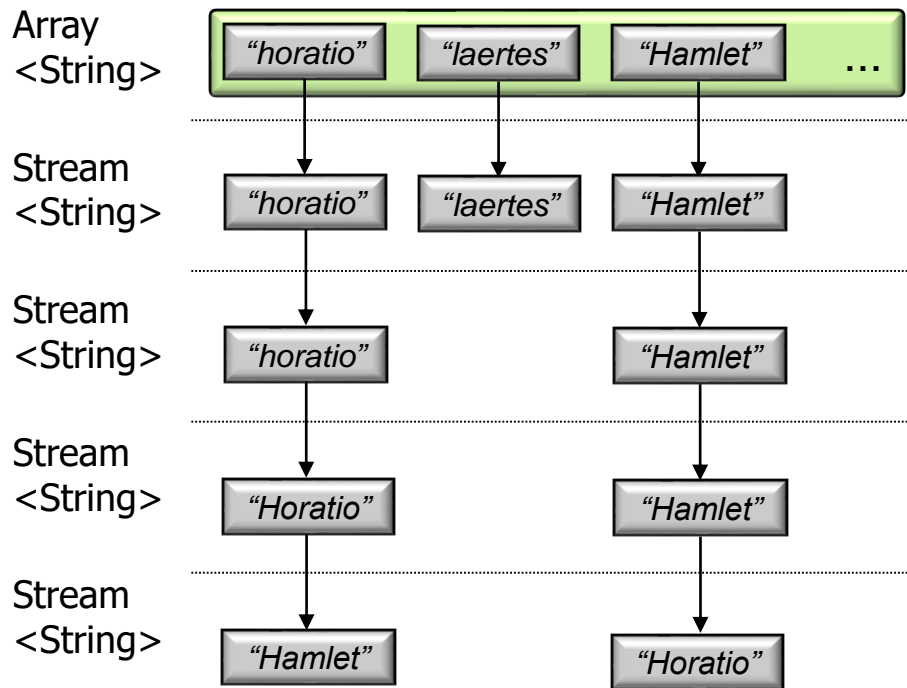 Array
<String>
“horatio” “laertes” “Hamlet” ...
Stream
<String>
“horatio” “laertes” “Hamlet”
Stream
<String>
“horatio” “Hamlet”
Stream
<String>
“Horatio” “Hamlet”
Stream
<String>
“Hamlet” “Horatio”